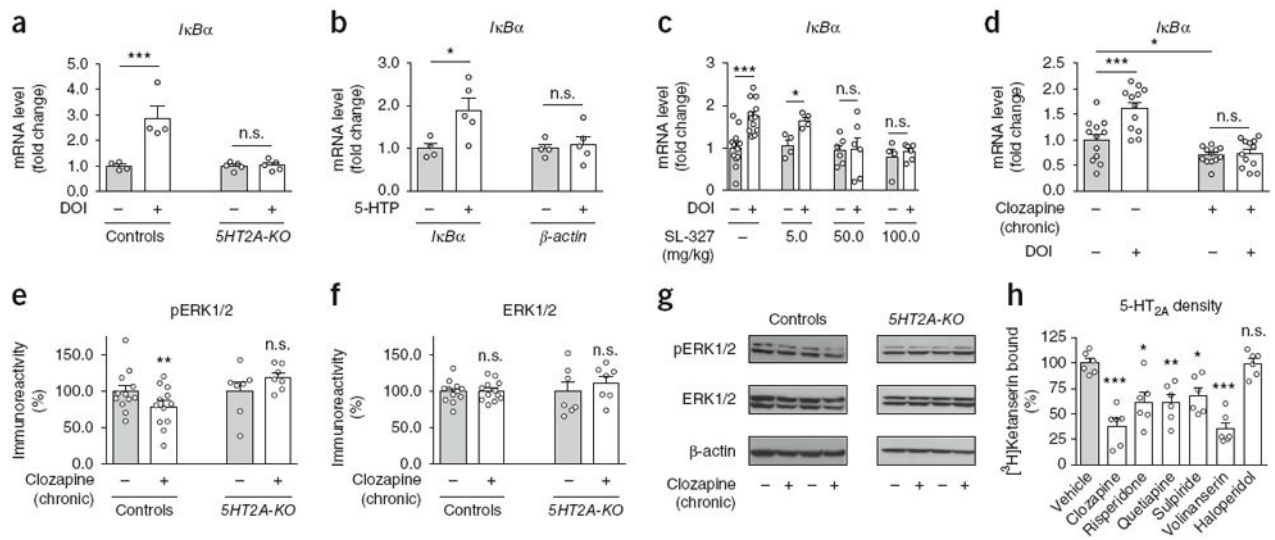 a
IκBα
mRNA level
(fold change)
5.0
4.0
3.0
2.0
1.0
0.0
***
n.s.
DOI – + – +
Controls 5HT2A-KO
b
IκBα
mRNA level
(fold change)
3.0
2.0
1.0
0.0
*
n.s.
5-HTP – + – +
IκBα β-actin
c
IκBα
mRNA level
(fold change)
3
2
1
0
***
*
n.s.
n.s.
DOI – + – + – + – +
SL-327
(mg/kg)
– 5.0 50.0 100.0
d
IκBα
mRNA level
(fold change)
2.5
2.0
1.5
1.0
0.5
0.0
*
***
n.s.
Clozapine
(chronic)
– – + +
DOI – + – +
e
pERK1/2
Immunoreactivity
(%)
150.0
100.0
50.0
0.0
**
n.s.
Clozapine
(chronic)
– + – +
Controls 5HT2A-KO
f
ERK1/2
Immunoreactivity
(%)
150.0
100.0
50.0
0.0
n.s.
n.s.
Clozapine
(chronic)
– + – +
Controls 5HT2A-KO
g
Controls 5HT2A-KO
pERK1/2
ERK1/2
β-actin
Clozapine
(chronic)
– + – + – + – +
h
5-HT2A density
[³H]Ketanserin bound
(%)
125
100
75
50
25
0
***
*
**
*
***
n.s.
Vehicle
Clozapine
Risperidone
Quetiapine
Sulpiride
Volinanserin
Haloperidol